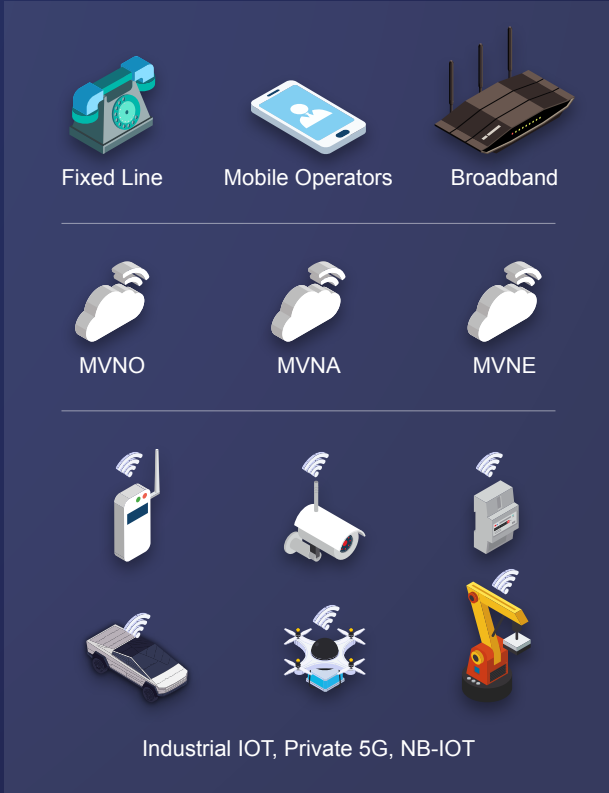 Fixed Line
Mobile Operators
Broadband
MVNO
MVNA
MVNE
Industrial IOT, Private 5G, NB-IOT